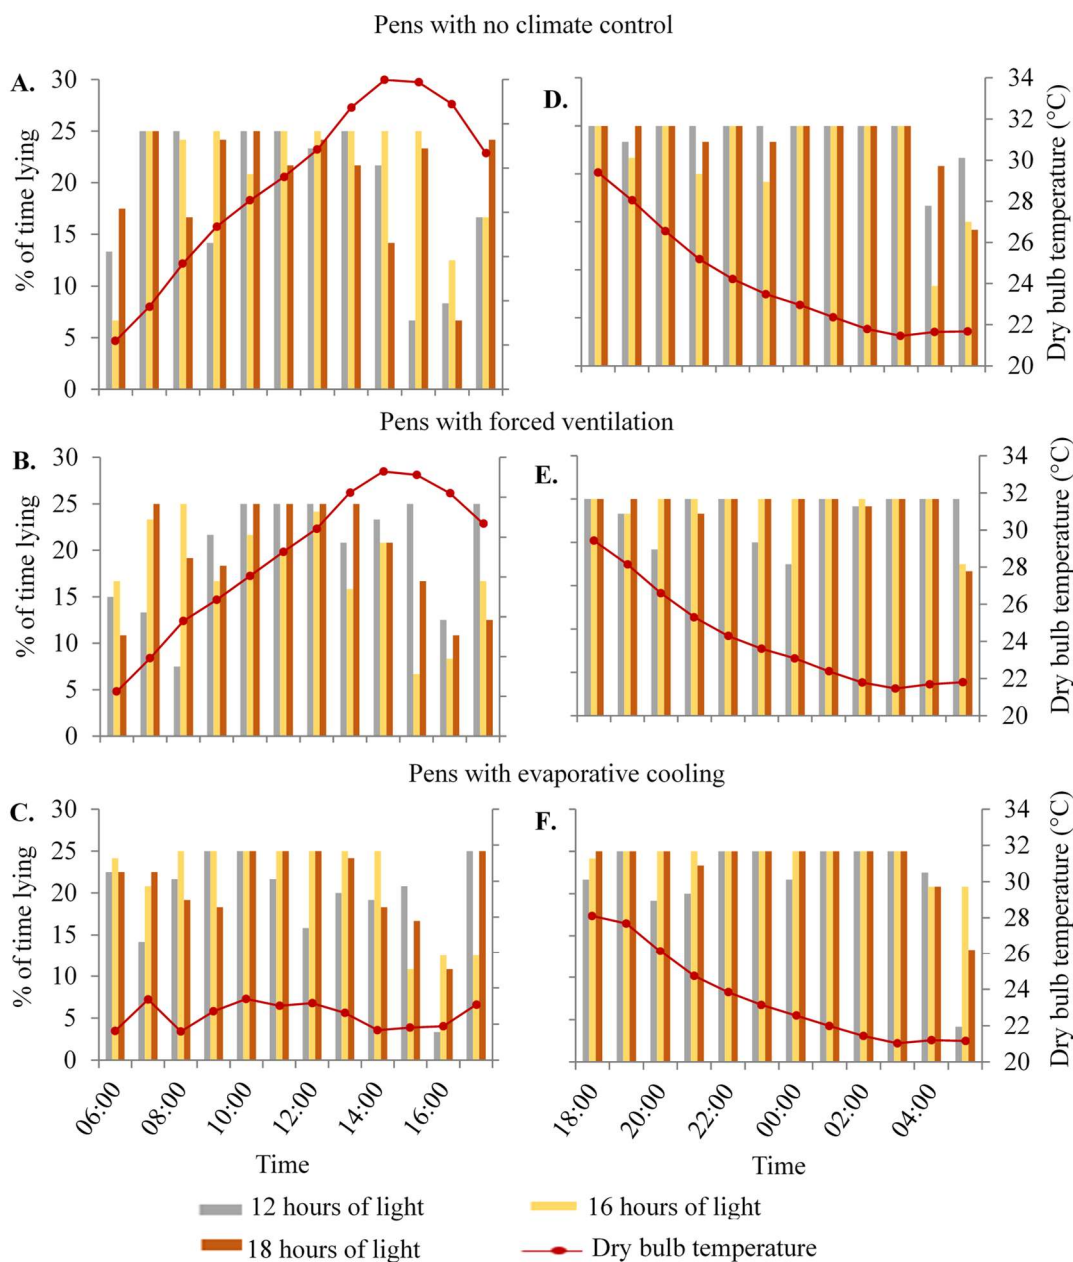 Pens with no climate control
A.
30
25
20
15
10
5
0
% of time lying
D.
34
32
30
28
26
24
22
20
Dry bulb temperature (°C)
Pens with forced ventilation
B.
30
25
20
15
10
5
0
% of time lying
E.
34
32
30
28
26
24
22
20
Dry bulb temperature (°C)
Pens with evaporative cooling
C.
30
25
20
15
10
5
0
% of time lying
06:00
08:00
10:00
12:00
14:00
16:00
Time
F.
34
32
30
28
26
24
22
20
Dry bulb temperature (°C)
18:00
20:00
22:00
00:00
02:00
04:00
Time
12 hours of light
16 hours of light
18 hours of light
Dry bulb temperature